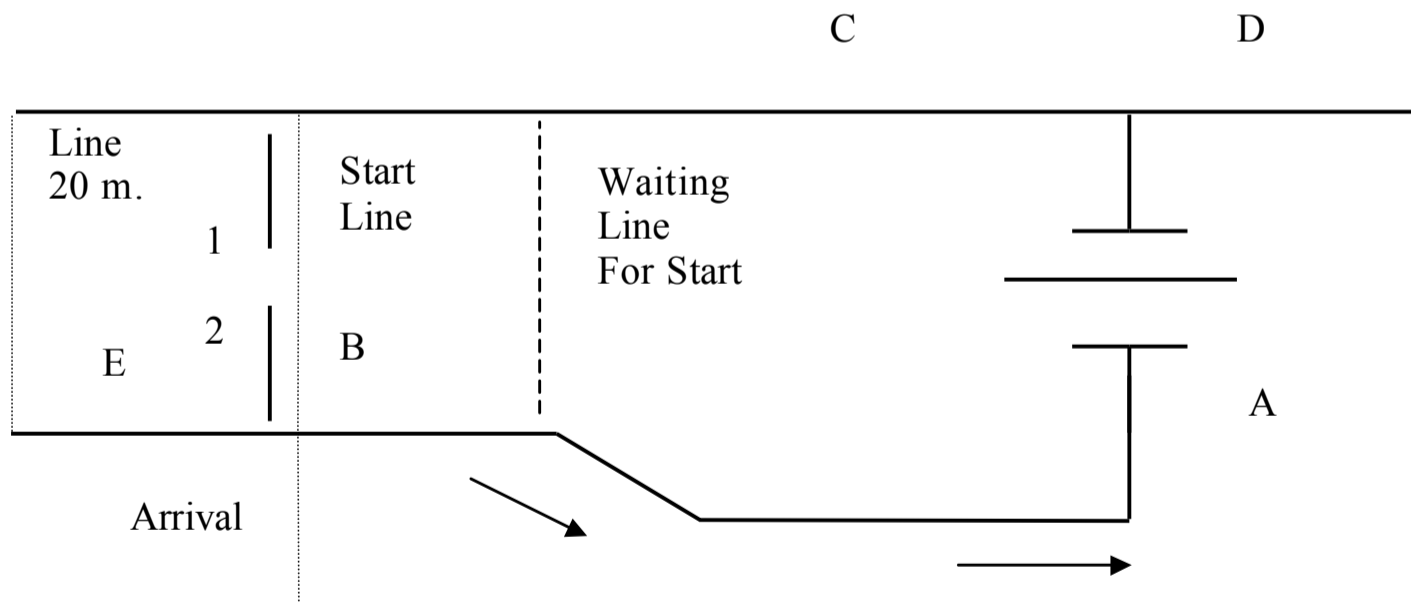 C
D
Line
20 m.
1
Start
Line
Waiting
Line
For Start
2
E
B
A
Arrival